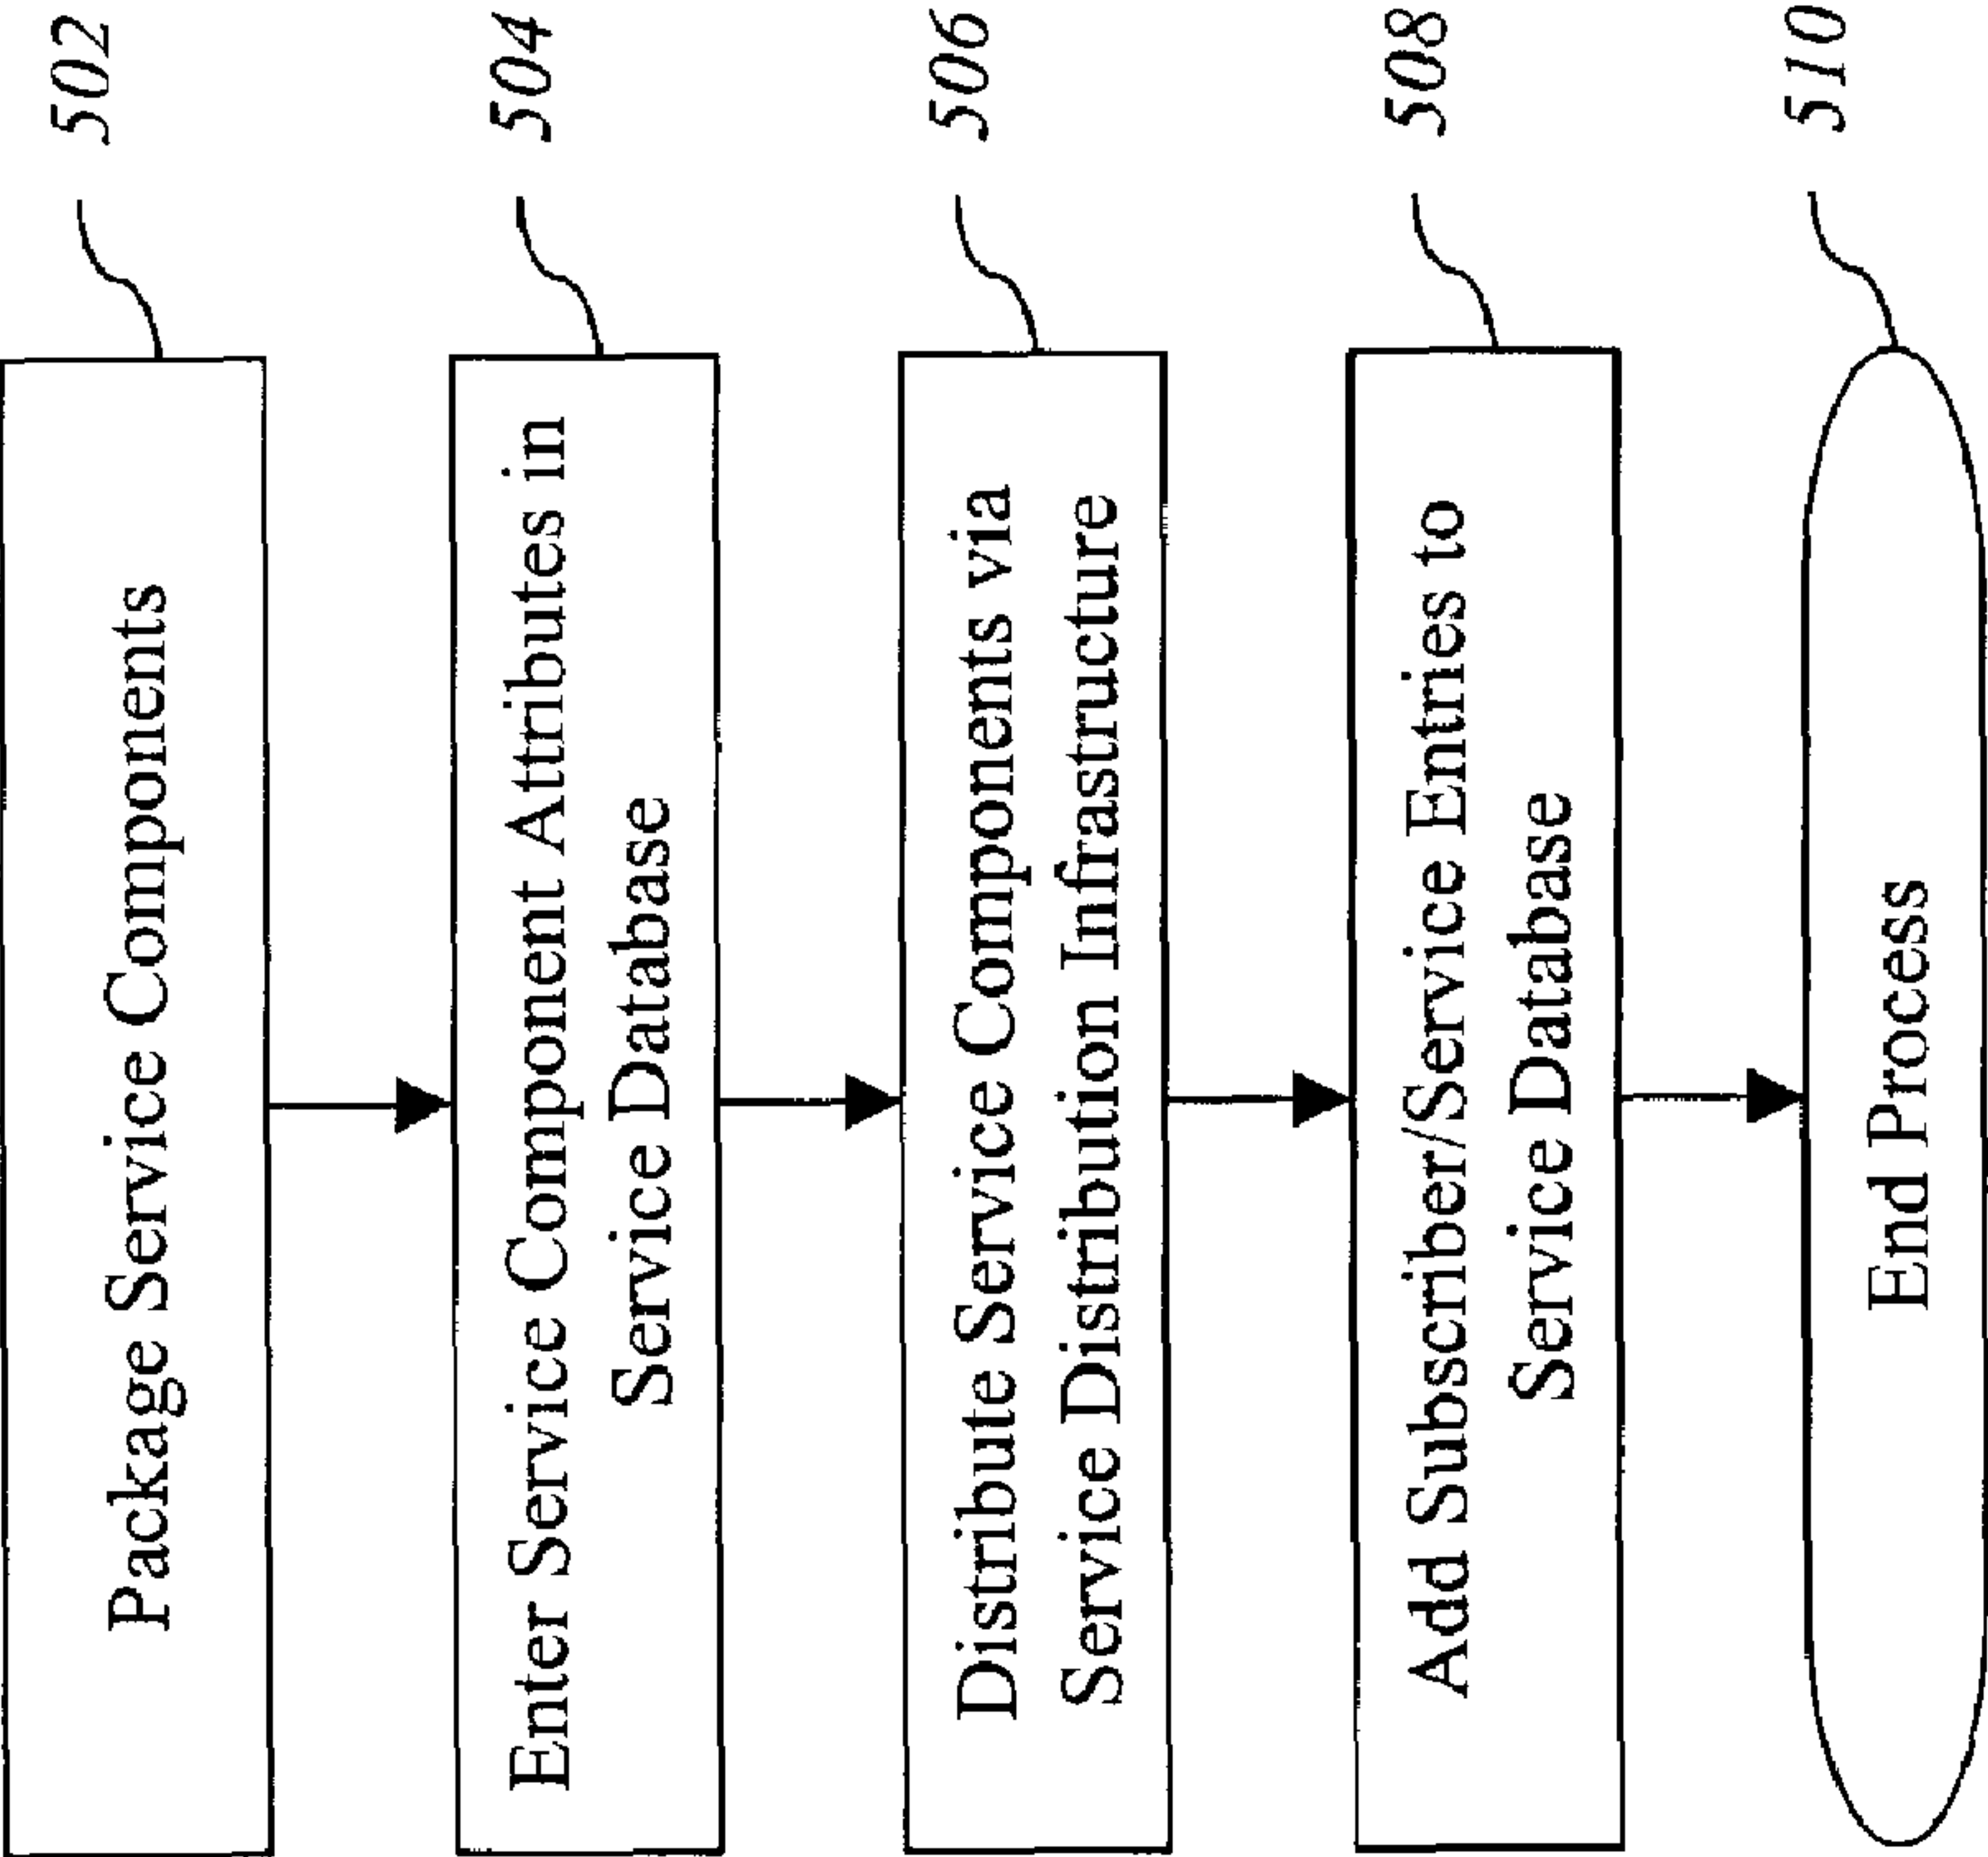 Package Service Components
502
Enter Service Component Attributes in
Service Database
504
Distribute Service Components via
Service Distribution Infrastructure
506
Add Subscriber/Service Entries to
Service Database
508
End Process
510